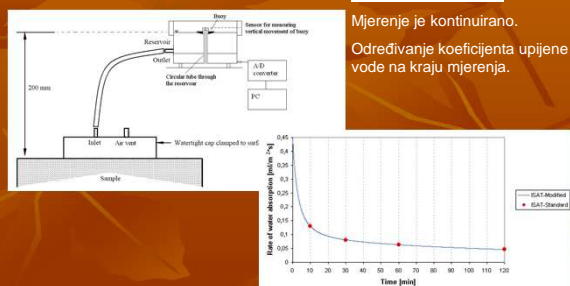 Mjerenje je kontinuirano.
Određivanje koeficijenta upijene
vode na kraju mjerenja.
Buoy
Sensor for measuring
vertical movement of buoy
Reservoir
Outlet
Circular tube through
the reservoir
A/D
converter
PC
200 mm
Inlet
Air vent
Watertight cap clamped to
Sample
Rate of water absorption [ml/m²s]
0,45
0,4
0,35
0,3
0,25
0,2
0,15
0,1
0,05
0
0 10 20 30 40 50 60 70 80 90 100 110 120
Time [min]
ISAT-Modified
ISAT-Standard